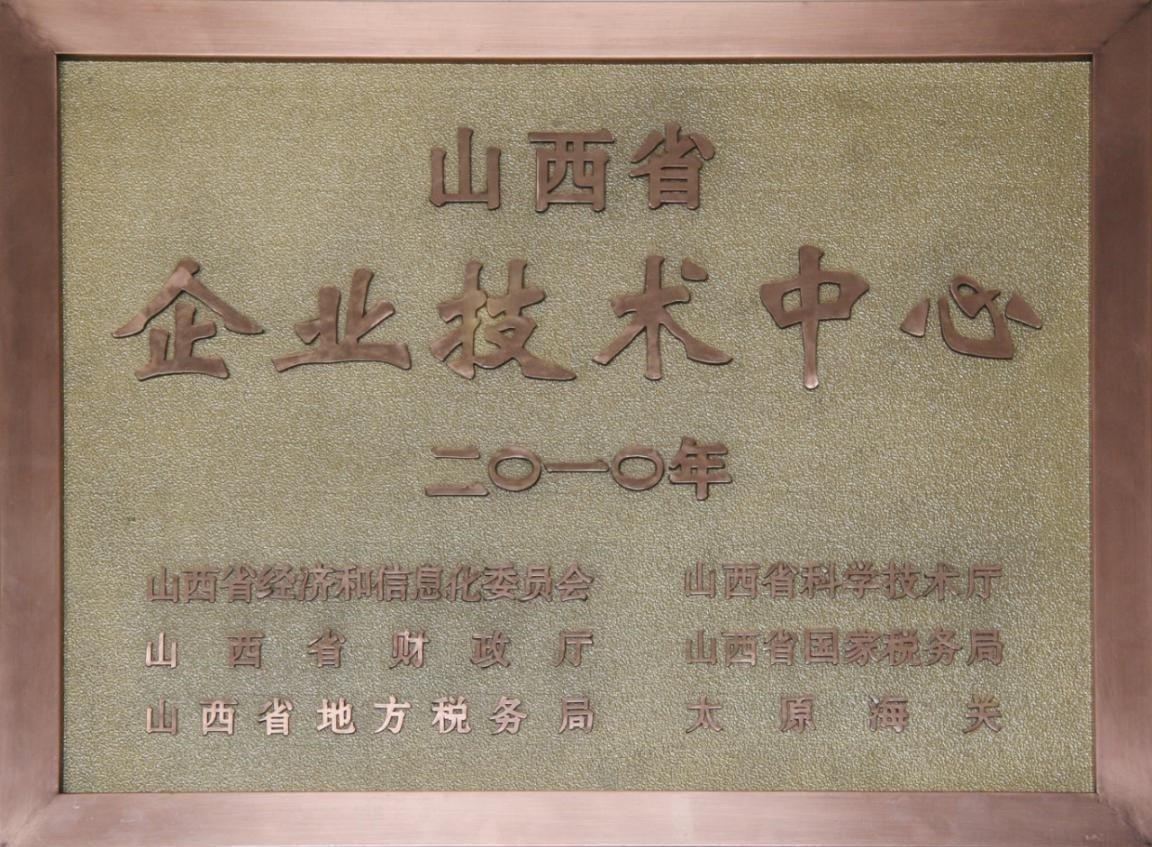 山西省
企业技术中心
二〇一〇年
山西省经济和信息化委员会 山西省科学技术厅
山西省财政厅 山西省国家税务局
山西省地方税务局 太原海关